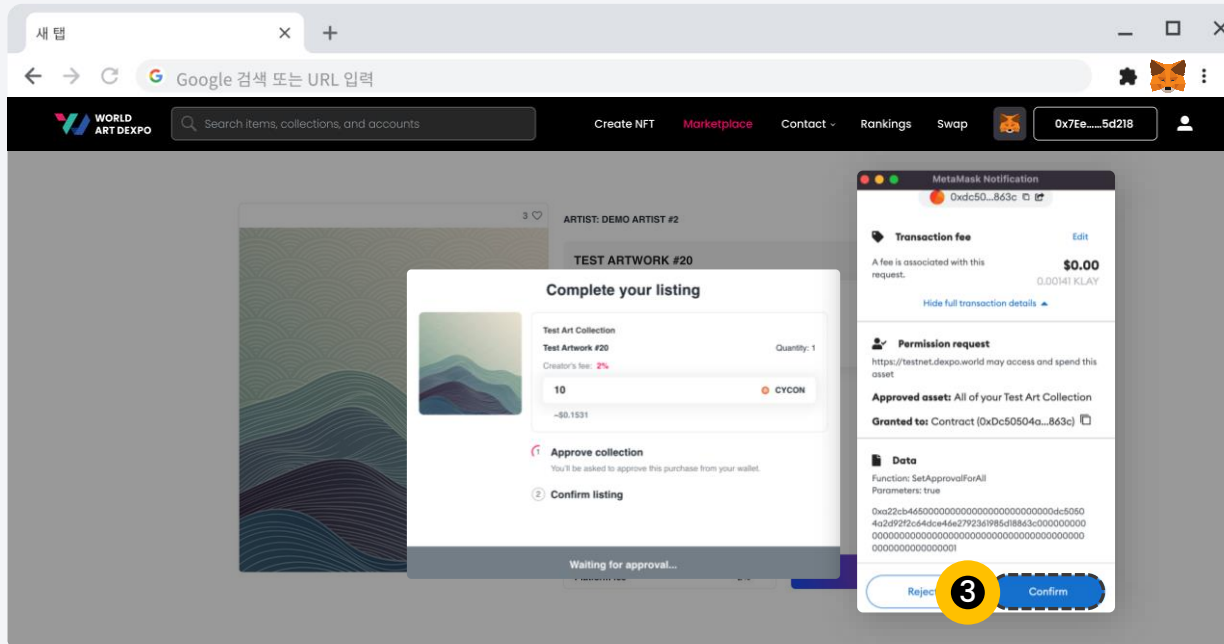 새 탭
Google 검색 또는 URL 입력
WORLD
ART DEXPO
Search items, collections, and accounts
Create NFT
Marketplace
Contact
Rankings
Swap
0x7Ee......5d218
3
ARTIST: DEMO ARTIST #2
TEST ARTWORK #20
Complete your listing
Test Art Collection
Test Artwork #20
Quantity: 1
Creator's fee: 2%
10
CYCON
~$0.1531
1 Approve collection
You'll be asked to approve this purchase from your wallet.
2 Confirm listing
Waiting for approval...
MetaMask Notification
0xdc50...863c
Transaction fee
Edit
A fee is associated with this
request.
$0.00
0.00141 KLAY
Hide full transaction details
Permission request
https://testnet.dexpo.world may access and spend this
asset
Approved asset: All of your Test Art Collection
Granted to: Contract (0xDc50504a...863c)
Data
Function: SetApprovalForAll
Parameters: true
Confirm
3